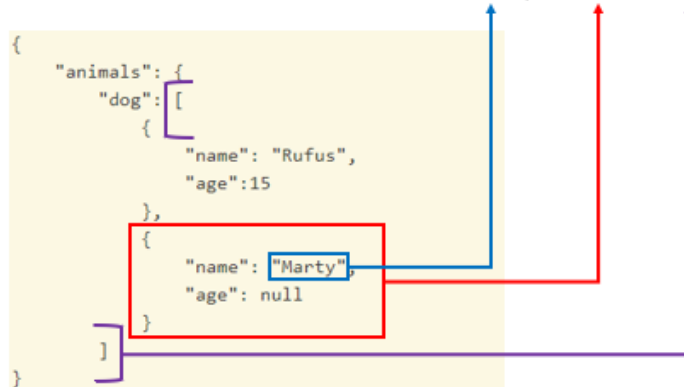 {
"animals": {
"dog": [
{
"name": "Rufus",
"age":15
},
{
"name": "Marty",
"age": null
}
]
}